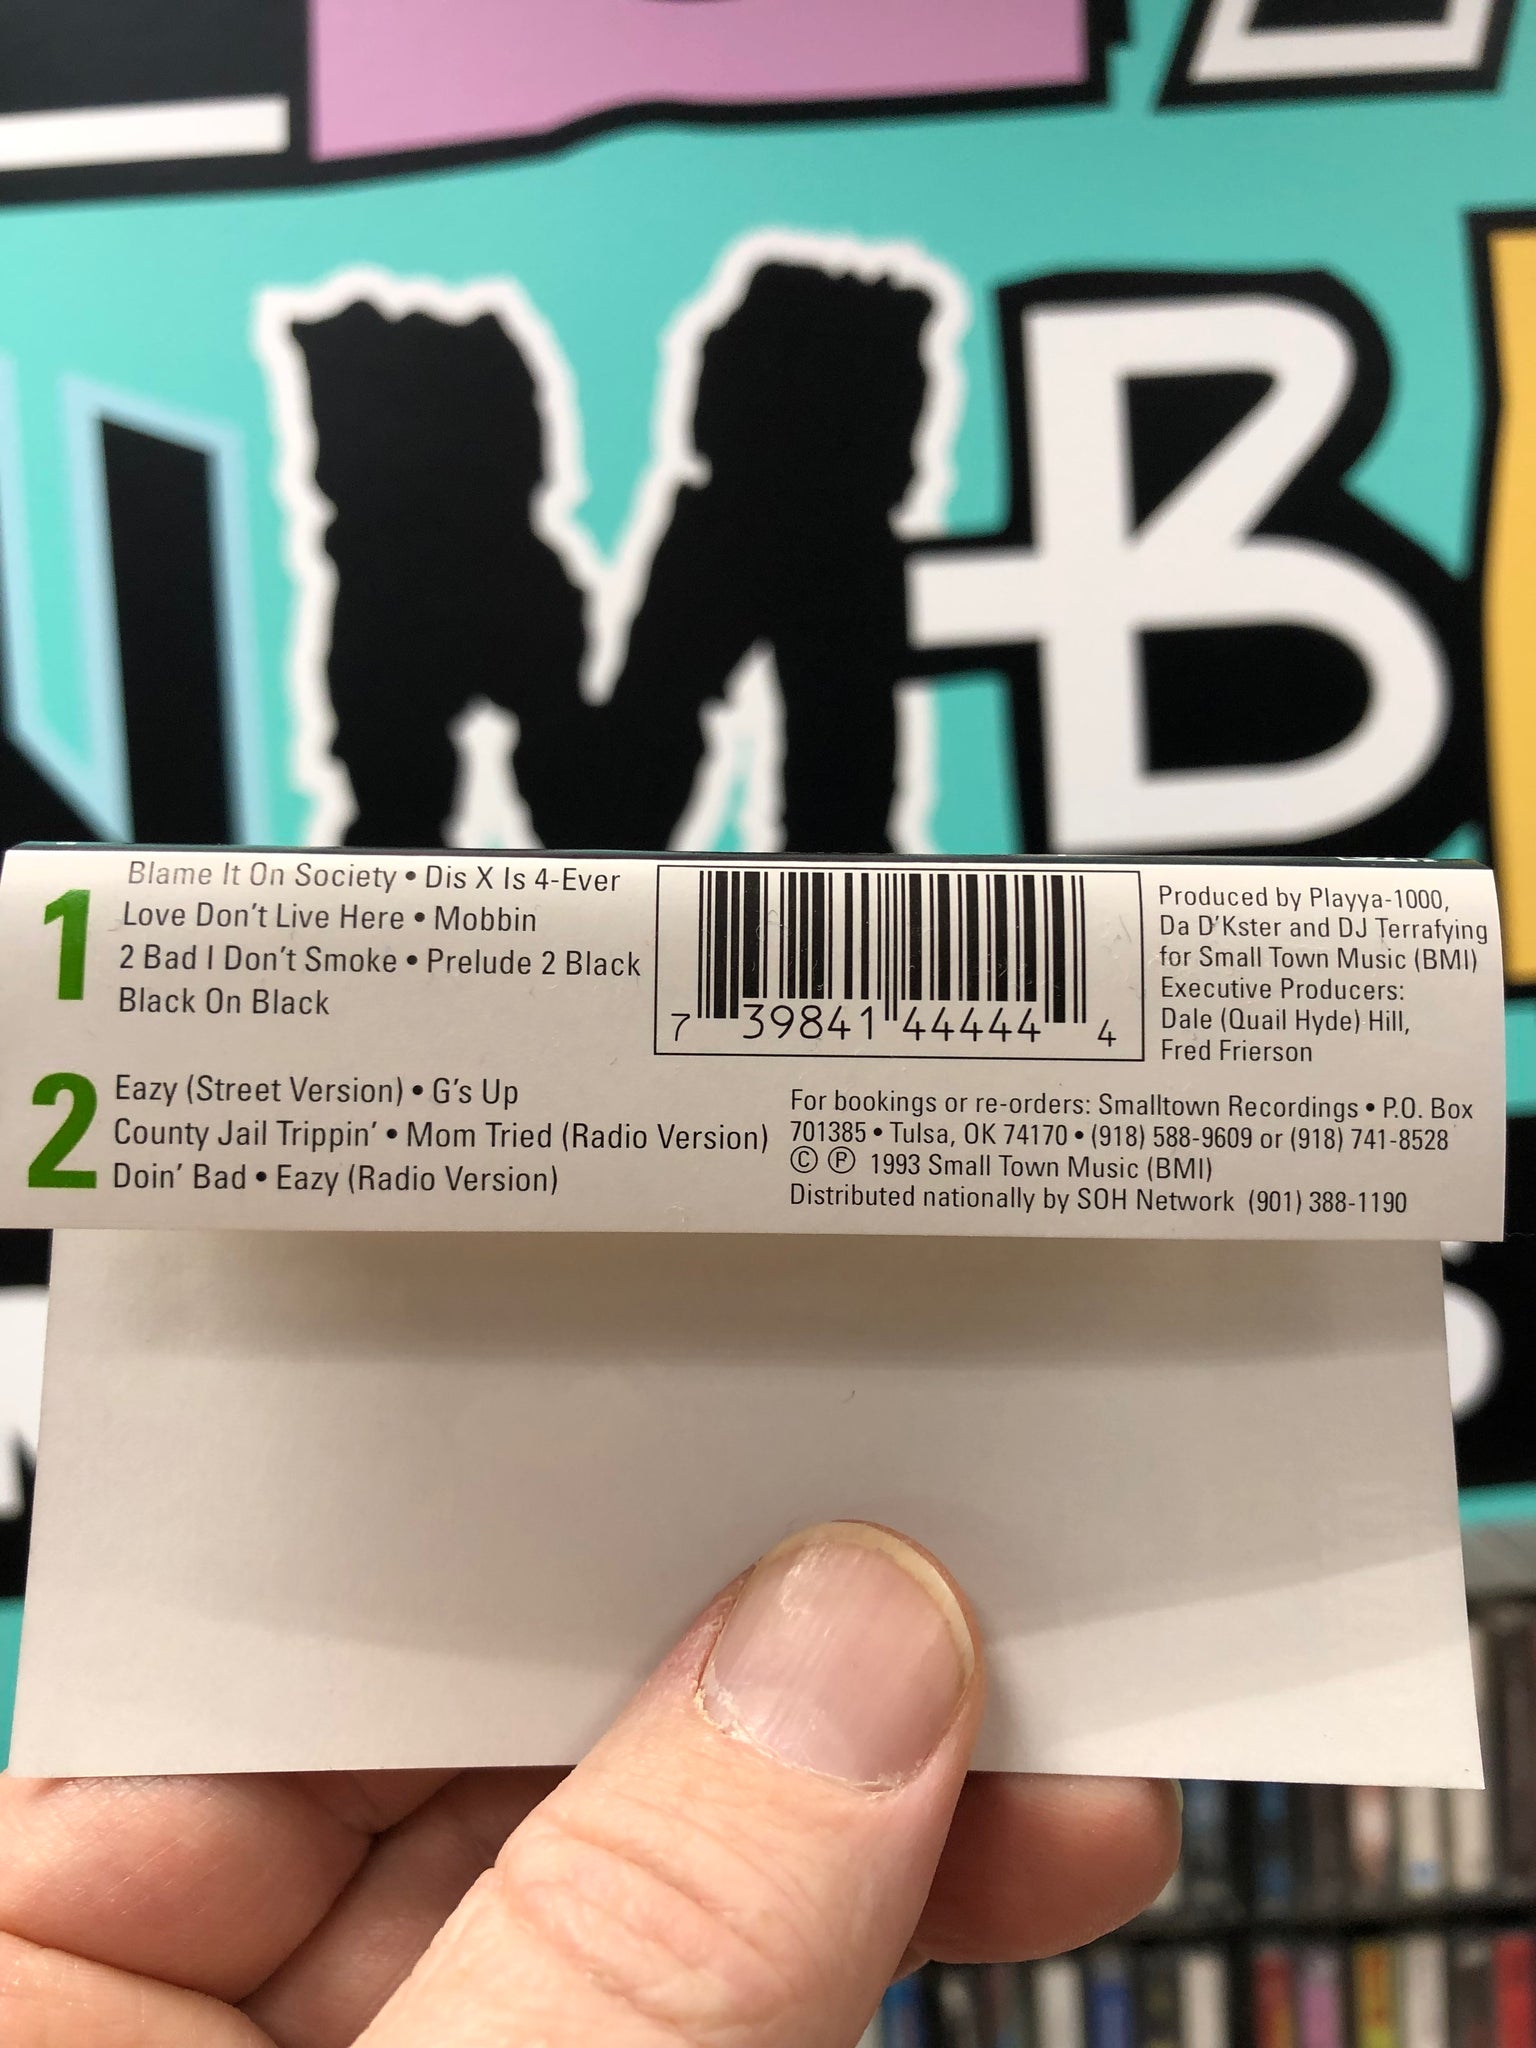 MB
1
Blame It On Society • Dis X Is 4-Ever
Love Don't Live Here • Mobbin
2 Bad I Don't Smoke • Prelude 2 Black
Black On Black
7 39841 44444 4
Produced by Playya-1000,
Da D'Kster and DJ Terrafying
for Small Town Music (BMI)
Executive Producers:
Dale (Quail Hyde) Hill,
Fred Frierson
2
Eazy (Street Version) • G's Up
County Jail Trippin' • Mom Tried (Radio Version)
Doin' Bad • Eazy (Radio Version)
For bookings or re-orders: Smalltown Recordings • P.O. Box
701385 • Tulsa, OK 74170 • (918) 588-9609 or (918) 741-8528
© ℗ 1993 Small Town Music (BMI)
Distributed nationally by SOH Network (901) 388-1190